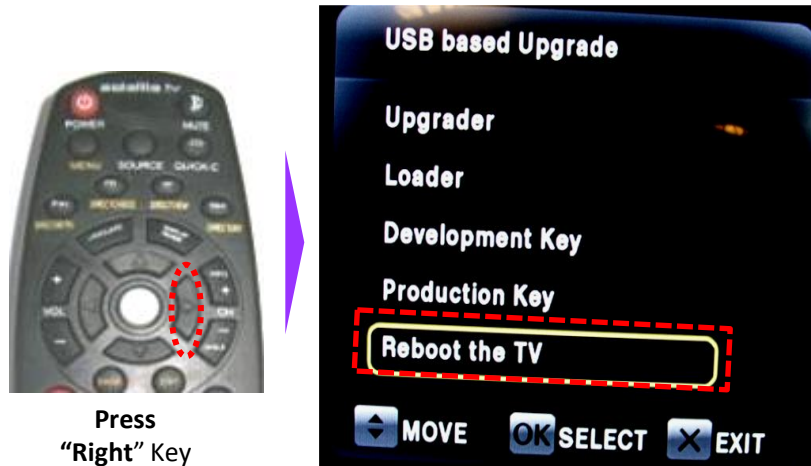 POWER
MUTE
MENU
SOURCE
QUICK-C
VOL
+
+
CH
-
-
Press
“Right” Key
USB based Upgrade
Upgrader
Loader
Development Key
Production Key
Reboot the TV
MOVE
OK SELECT
EXIT